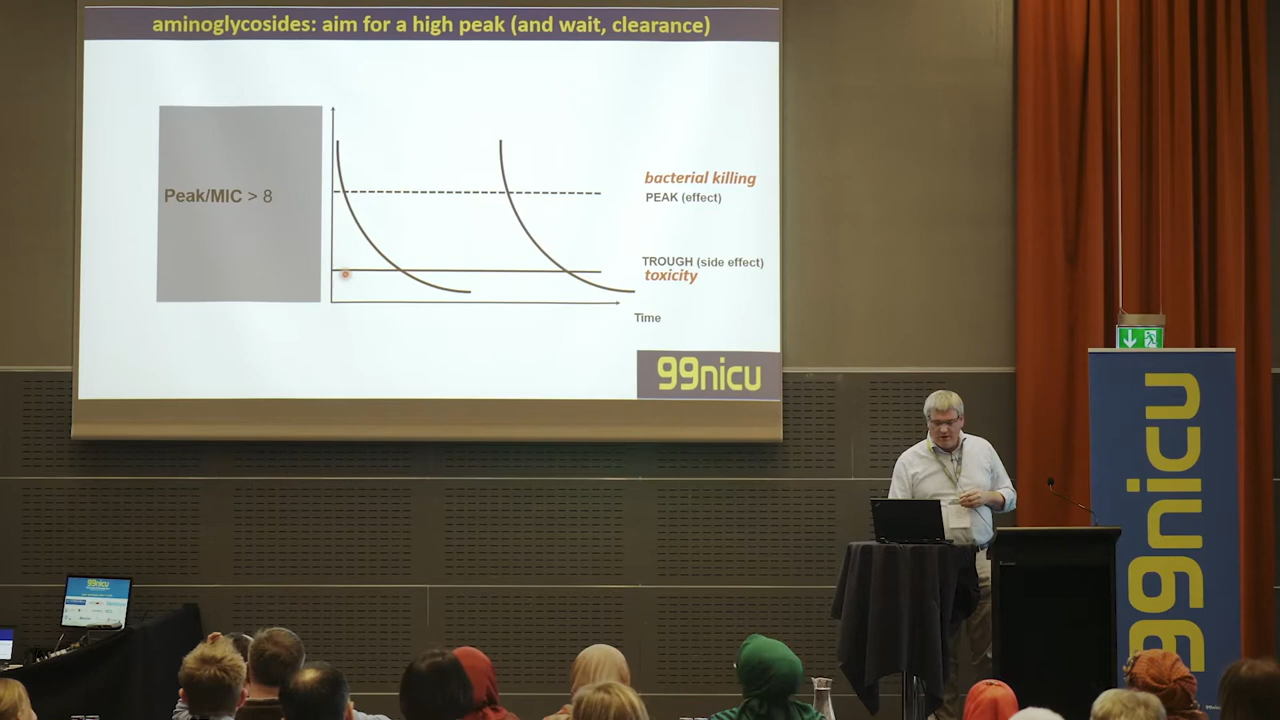 aminoglycosides: aim for a high peak (and wait, clearance)
Peak/MIC > 8
bacterial killing
PEAK (effect)
TROUGH (side effect)
toxicity
Time
99nicu
99nicu
99nicu